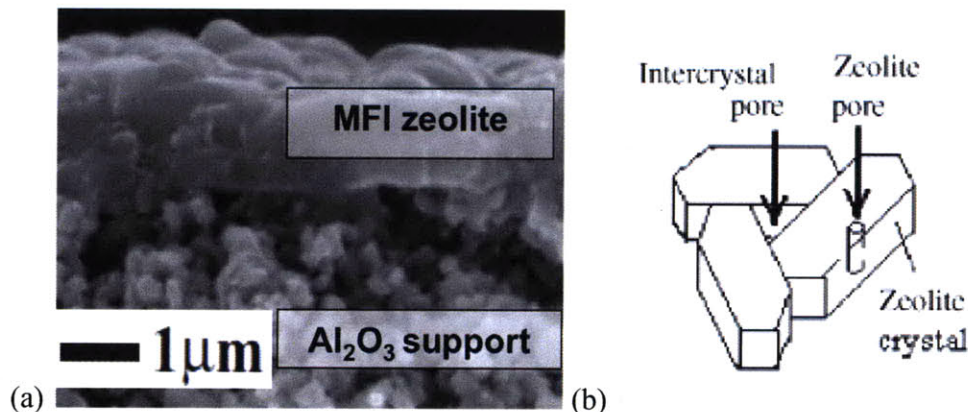 MFI zeolite
Al₂O₃ support
1μm
(a)
Intercrystal
pore
Zeolite
pore
Zeolite
crystal
(b)